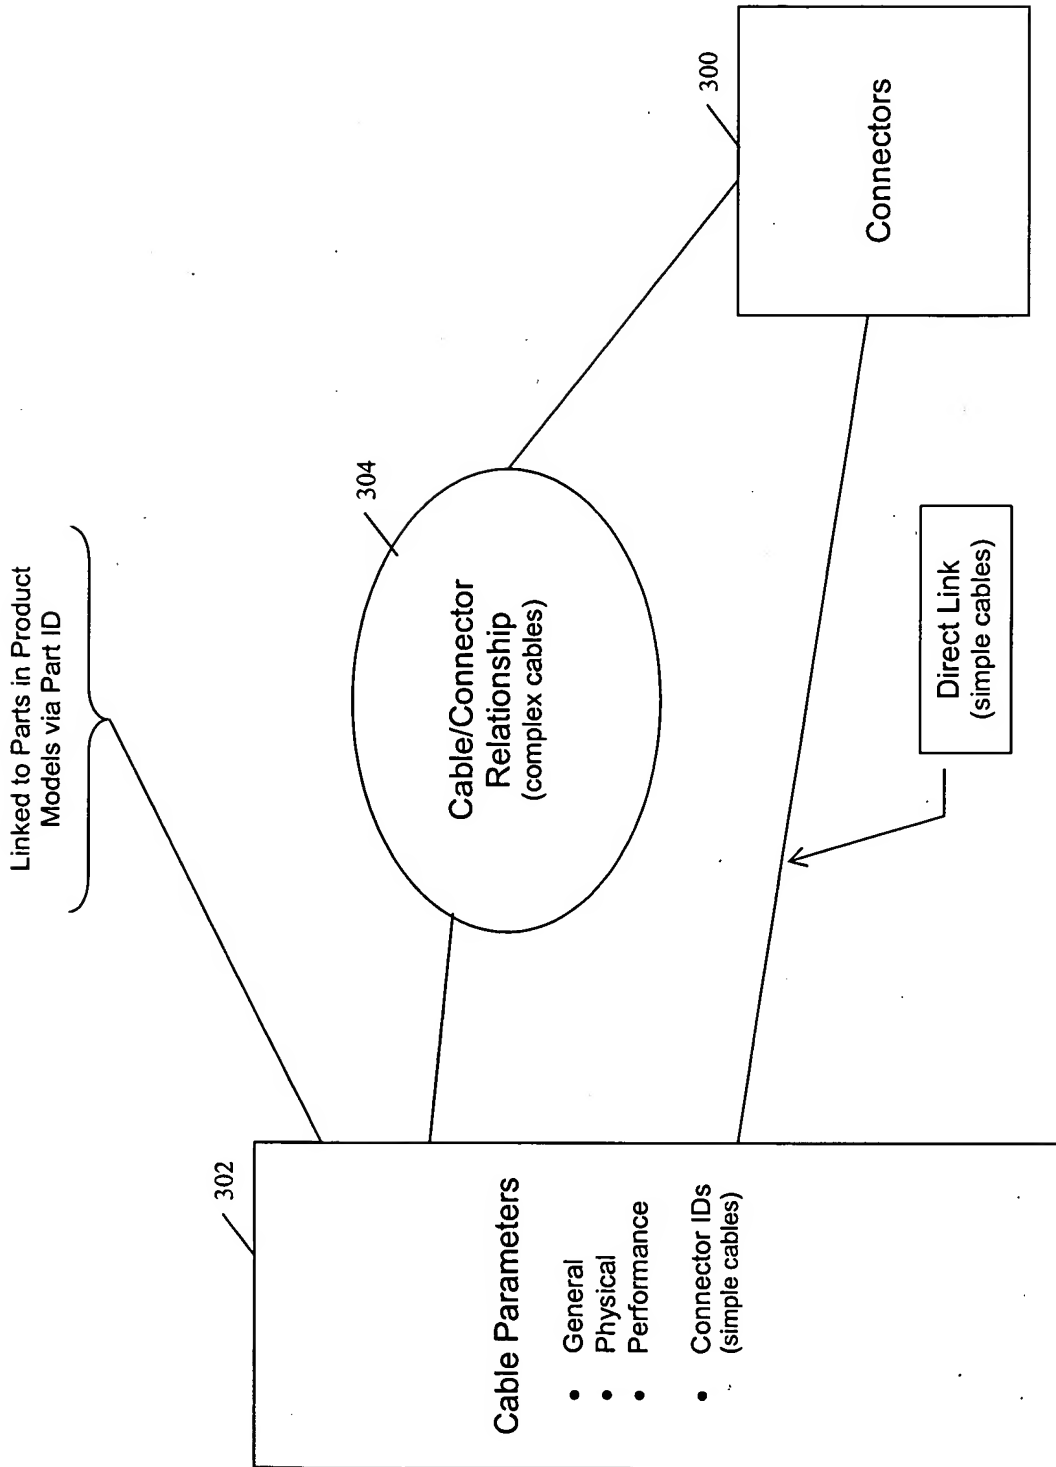 Linked to Parts in Product
Models via Part ID
302
Cable Parameters
• General
• Physical
• Performance
• Connector IDs
(simple cables)
304
Cable/Connector
Relationship
(complex cables)
Direct Link
(simple cables)
300
Connectors